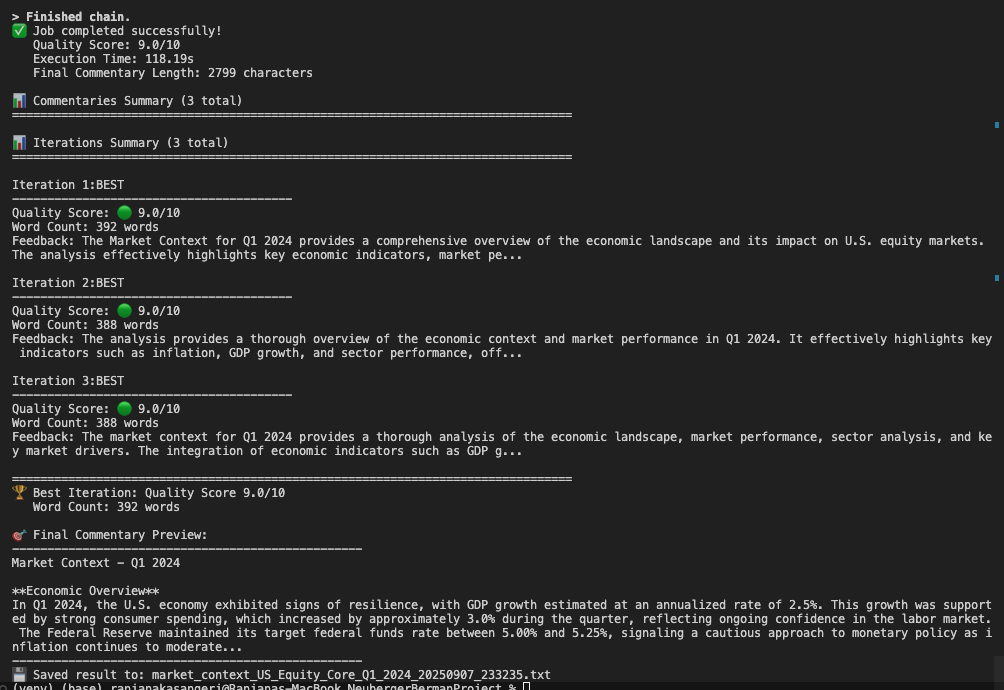 > Finished chain.
✅ Job completed successfully!
Quality Score: 9.0/10
Execution Time: 118.19s
Final Commentary Length: 2799 characters
📊 Commentaries Summary (3 total)
================================================================================
📊 Iterations Summary (3 total)
================================================================================
Iteration 1:BEST
----------------------------------------
Quality Score: 🟢 9.0/10
Word Count: 392 words
Feedback: The Market Context for Q1 2024 provides a comprehensive overview of the economic landscape and its impact on U.S. equity markets.
The analysis effectively highlights key economic indicators, market pe...
Iteration 2:BEST
----------------------------------------
Quality Score: 🟢 9.0/10
Word Count: 388 words
Feedback: The analysis provides a thorough overview of the economic context and market performance in Q1 2024. It effectively highlights key
indicators such as inflation, GDP growth, and sector performance, off...
Iteration 3:BEST
----------------------------------------
Quality Score: 🟢 9.0/10
Word Count: 388 words
Feedback: The market context for Q1 2024 provides a thorough analysis of the economic landscape, market performance, sector analysis, and ke
y market drivers. The integration of economic indicators such as GDP g...
================================================================================
🏆 Best Iteration: Quality Score 9.0/10
Word Count: 392 words
🎯 Final Commentary Preview:
--------------------------------------------------
Market Context - Q1 2024
**Economic Overview**
In Q1 2024, the U.S. economy exhibited signs of resilience, with GDP growth estimated at an annualized rate of 2.5%. This growth was support
ed by strong consumer spending, which increased by approximately 3.0% during the quarter, reflecting ongoing confidence in the labor market.
The Federal Reserve maintained its target federal funds rate between 5.00% and 5.25%, signaling a cautious approach to monetary policy as i
nflation continues to moderate...
--------------------------------------------------
💾 Saved result to: market_context_US_Equity_Core_Q1_2024_20250907_233235.txt
(venv) (base) ranjanakasangeri@Ranjanas-MacBook NeubergerBermanProject %